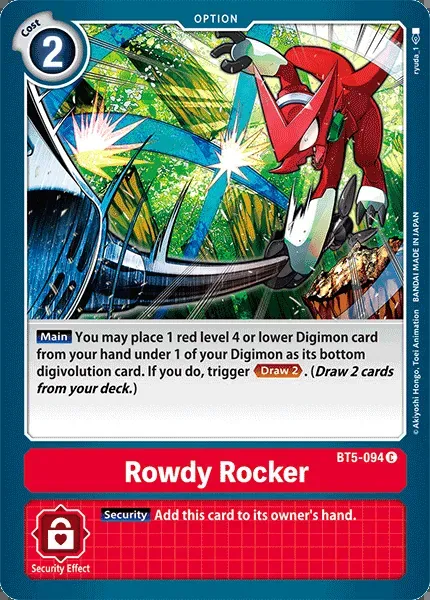 OPTION
Cost
2
ryuda_1
[Main] You may place 1 red level 4 or lower Digimon card
from your hand under 1 of your Digimon as its bottom
digivolution card. If you do, trigger <Draw 2>. (Draw 2 cards
from your deck.)
©Akiyoshi Hongo, Toei Animation BANDAI MADE IN JAPAN
BT5-094 C
Rowdy Rocker
[Security] Add this card to its owner's hand.
Security Effect